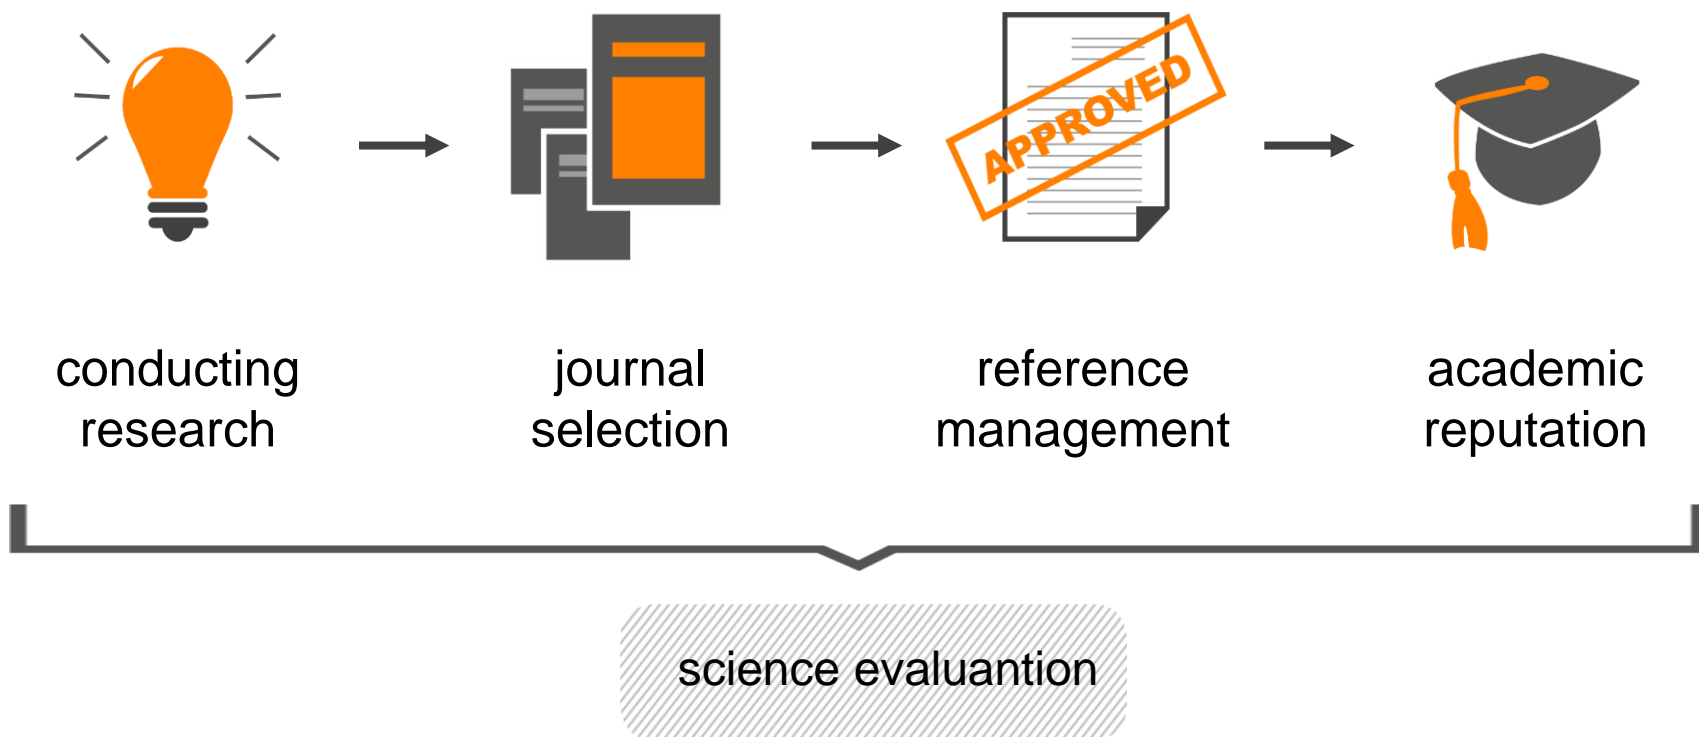 APPROVED
conducting
research
journal
selection
reference
management
academic
reputation
science evaluantion